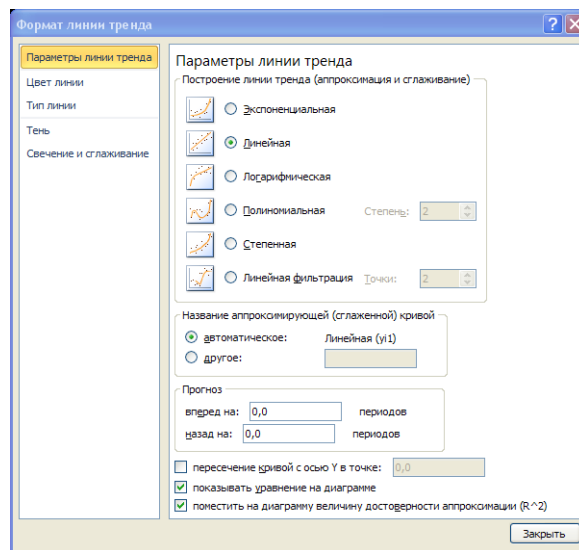 Формат линии тренда
Параметры линии тренда
Цвет линии
Тип линии
Тень
Свечение и сглаживание
Параметры линии тренда
Построение линии тренда (аппроксимация и сглаживание)
Экспоненциальная
Линейная
Логарифмическая
Полиномиальная Степень: 2
Степенная
Линейная фильтрация Точки: 2
Название аппроксимирующей (сглаженной) кривой
автоматическое: Линейная (yi1)
другое:
Прогноз
вперед на: 0,0 периодов
назад на: 0,0 периодов
пересечение кривой с осью Y в точке: 0,0
показывать уравнение на диаграмме
поместить на диаграмму величину достоверности аппроксимации (R^2)
Закрыть